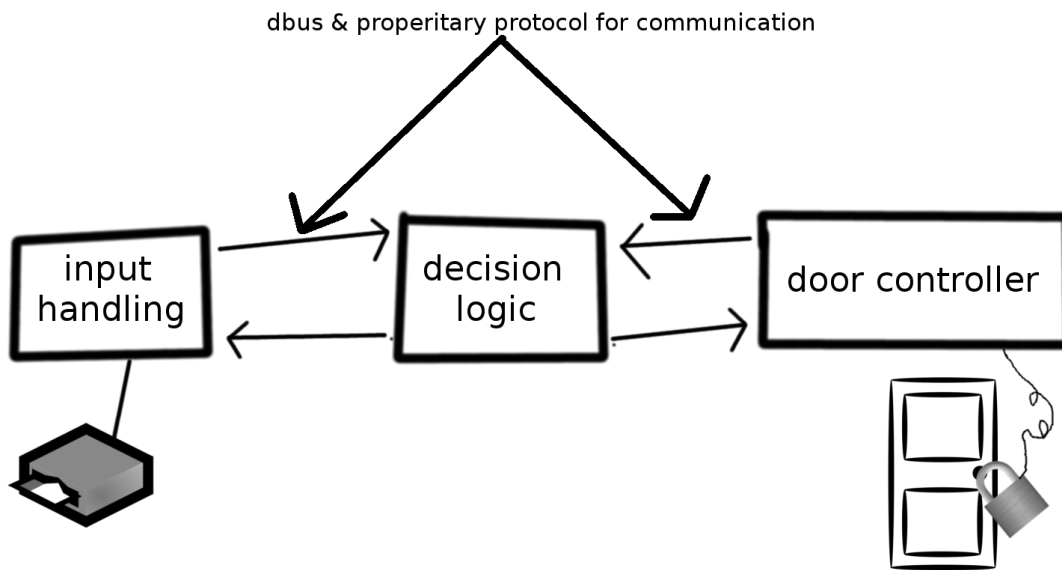 dbus & properitary protocol for communication
input
handling
decision
logic
door controller